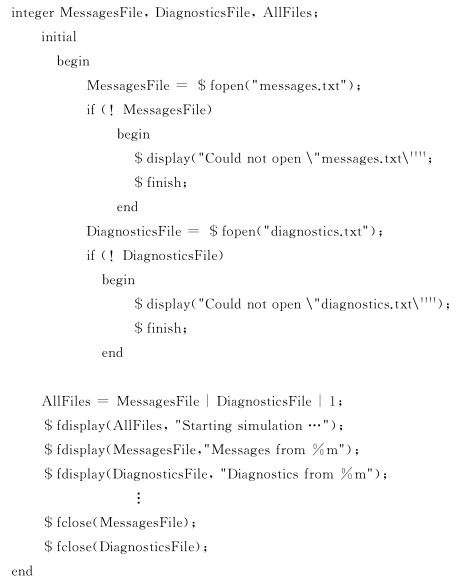 integer MessagesFile, DiagnosticsFile, AllFiles;
initial
begin
MessagesFile = $ fopen("messages.txt");
if (! MessagesFile)
begin
$ display("Could not open \"messages.txt\'''';
$ finish;
end
DiagnosticsFile = $ fopen("diagnostics.txt");
if (! DiagnosticsFile)
begin
$ display("Could not open \"diagnostics.txt\'''');
$ finish;
end
AllFiles = MessagesFile | DiagnosticsFile | 1;
$ fdisplay(AllFiles, "Starting simulation …");
$ fdisplay(MessagesFile,"Messages from %m");
$ fdisplay(DiagnosticsFile, "Diagnostics from %m");
⋮
$ fclose(MessagesFile);
$ fclose(DiagnosticsFile);
end